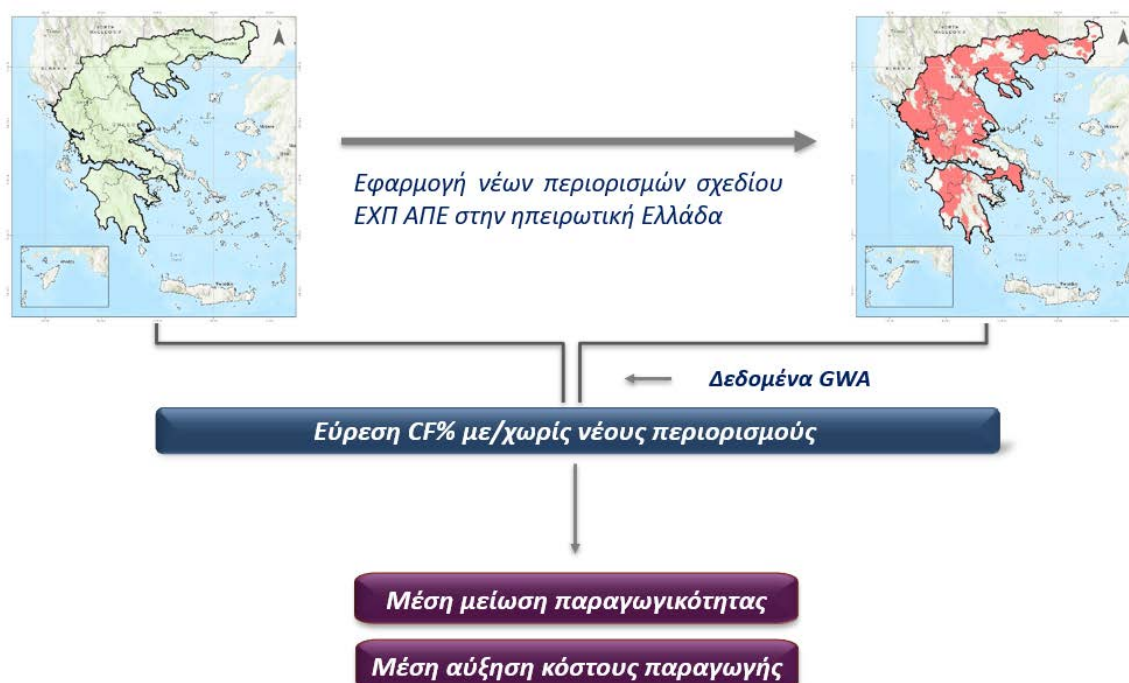 Εφαρμογή νέων περιορισμών σχεδίου
ΕΧΠ ΑΠΕ στην ηπειρωτική Ελλάδα
Δεδομένα GWA
Εύρεση CF% με/χωρίς νέους περιορισμούς
Μέση μείωση παραγωγικότητας
Μέση αύξηση κόστους παραγωγής